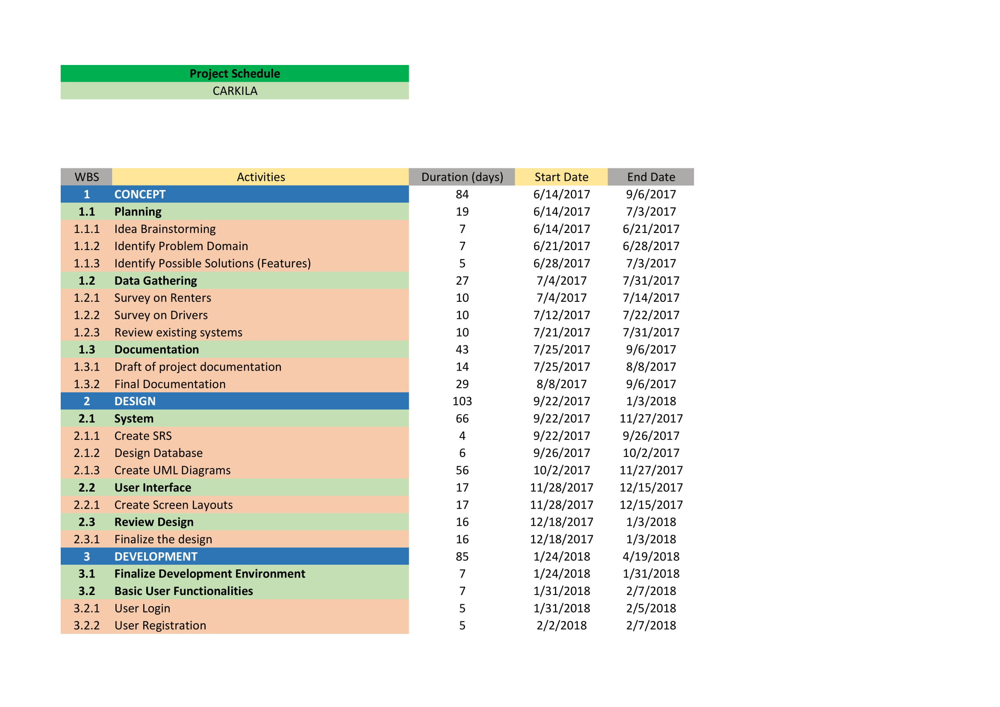 Project Schedule
CARKILA
WBS Activities Duration (days) Start Date End Date
1 CONCEPT 84 6/14/2017 9/6/2017
1.1 Planning 19 6/14/2017 7/3/2017
1.1.1 Idea Brainstorming 7 6/14/2017 6/21/2017
1.1.2 Identify Problem Domain 7 6/21/2017 6/28/2017
1.1.3 Identify Possible Solutions (Features) 5 6/28/2017 7/3/2017
1.2 Data Gathering 27 7/4/2017 7/31/2017
1.2.1 Survey on Renters 10 7/4/2017 7/14/2017
1.2.2 Survey on Drivers 10 7/12/2017 7/22/2017
1.2.3 Review existing systems 10 7/21/2017 7/31/2017
1.3 Documentation 43 7/25/2017 9/6/2017
1.3.1 Draft of project documentation 14 7/25/2017 8/8/2017
1.3.2 Final Documentation 29 8/8/2017 9/6/2017
2 DESIGN 103 9/22/2017 1/3/2018
2.1 System 66 9/22/2017 11/27/2017
2.1.1 Create SRS 4 9/22/2017 9/26/2017
2.1.2 Design Database 6 9/26/2017 10/2/2017
2.1.3 Create UML Diagrams 56 10/2/2017 11/27/2017
2.2 User Interface 17 11/28/2017 12/15/2017
2.2.1 Create Screen Layouts 17 11/28/2017 12/15/2017
2.3 Review Design 16 12/18/2017 1/3/2018
2.3.1 Finalize the design 16 12/18/2017 1/3/2018
3 DEVELOPMENT 85 1/24/2018 4/19/2018
3.1 Finalize Development Environment 7 1/24/2018 1/31/2018
3.2 Basic User Functionalities 7 1/31/2018 2/7/2018
3.2.1 User Login 5 1/31/2018 2/5/2018
3.2.2 User Registration 5 2/2/2018 2/7/2018